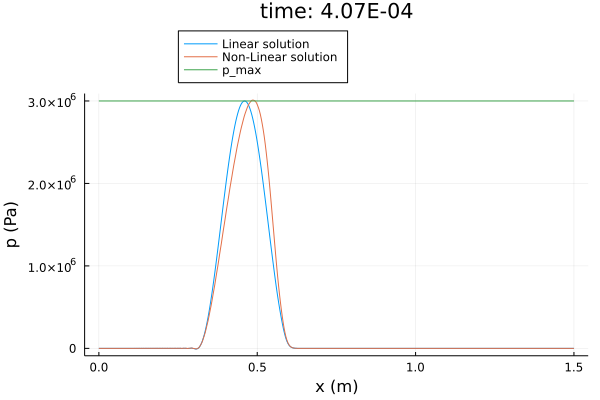 time: 4.07E-04
Linear solution
Non-Linear solution
p_max
3.0×10⁶
2.0×10⁶
1.0×10⁶
0
p (Pa)
0.0 0.5 1.0 1.5
x (m)